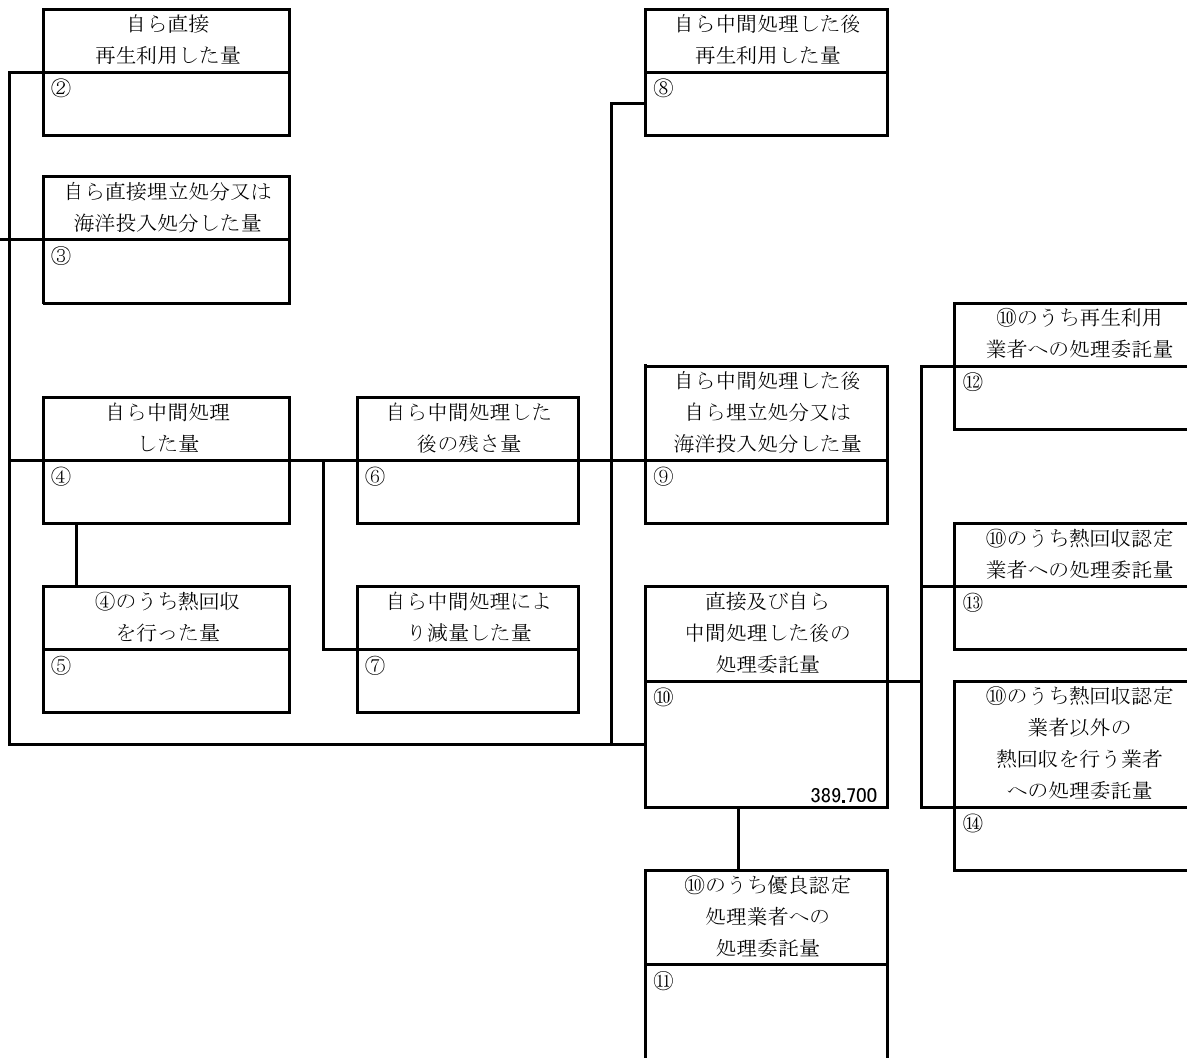 自ら直接
再生利用した量
②
自ら中間処理した後
再生利用した量
⑧
自ら直接埋立処分又は
海洋投入処分した量
③
⑩のうち再生利用
業者への処理委託量
⑫
自ら中間処理した後
自ら埋立処分又は
海洋投入処分した量
⑨
自ら中間処理
した量
④
自ら中間処理した
後の残さ量
⑥
⑩のうち熱回収認定
業者への処理委託量
⑬
④のうち熱回収
を行った量
⑤
自ら中間処理によ
り減量した量
⑦
直接及び自ら
中間処理した後の
処理委託量
⑩
389.700
⑩のうち熱回収認定
業者以外の
熱回収を行う業者
への処理委託量
⑭
⑩のうち優良認定
処理業者への
処理委託量
⑪